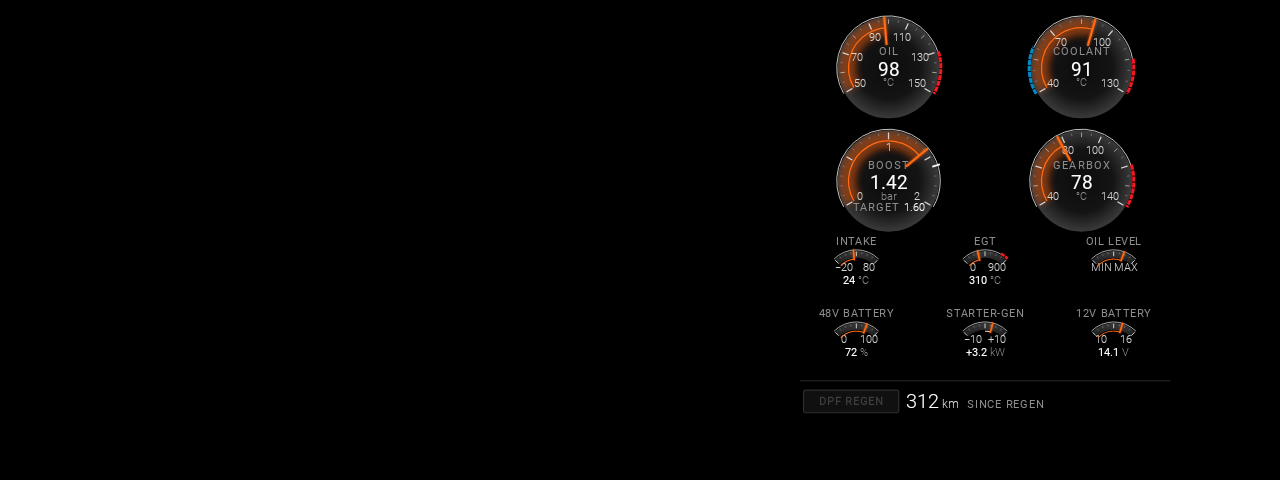 90 110
70 OIL 130
98
50 °C 150
70 100
COOLANT
91
40 °C 130
1
BOOST
1.42
0 bar 2
TARGET 1.60
80 100
GEARBOX
78
40 °C 140
INTAKE
−20 80
24 °C
EGT
0 900
310 °C
OIL LEVEL
MIN MAX
48V BATTERY
0 100
72 %
STARTER-GEN
−10 +10
+3.2 kW
12V BATTERY
10 16
14.1 V
DPF REGEN 312 km SINCE REGEN